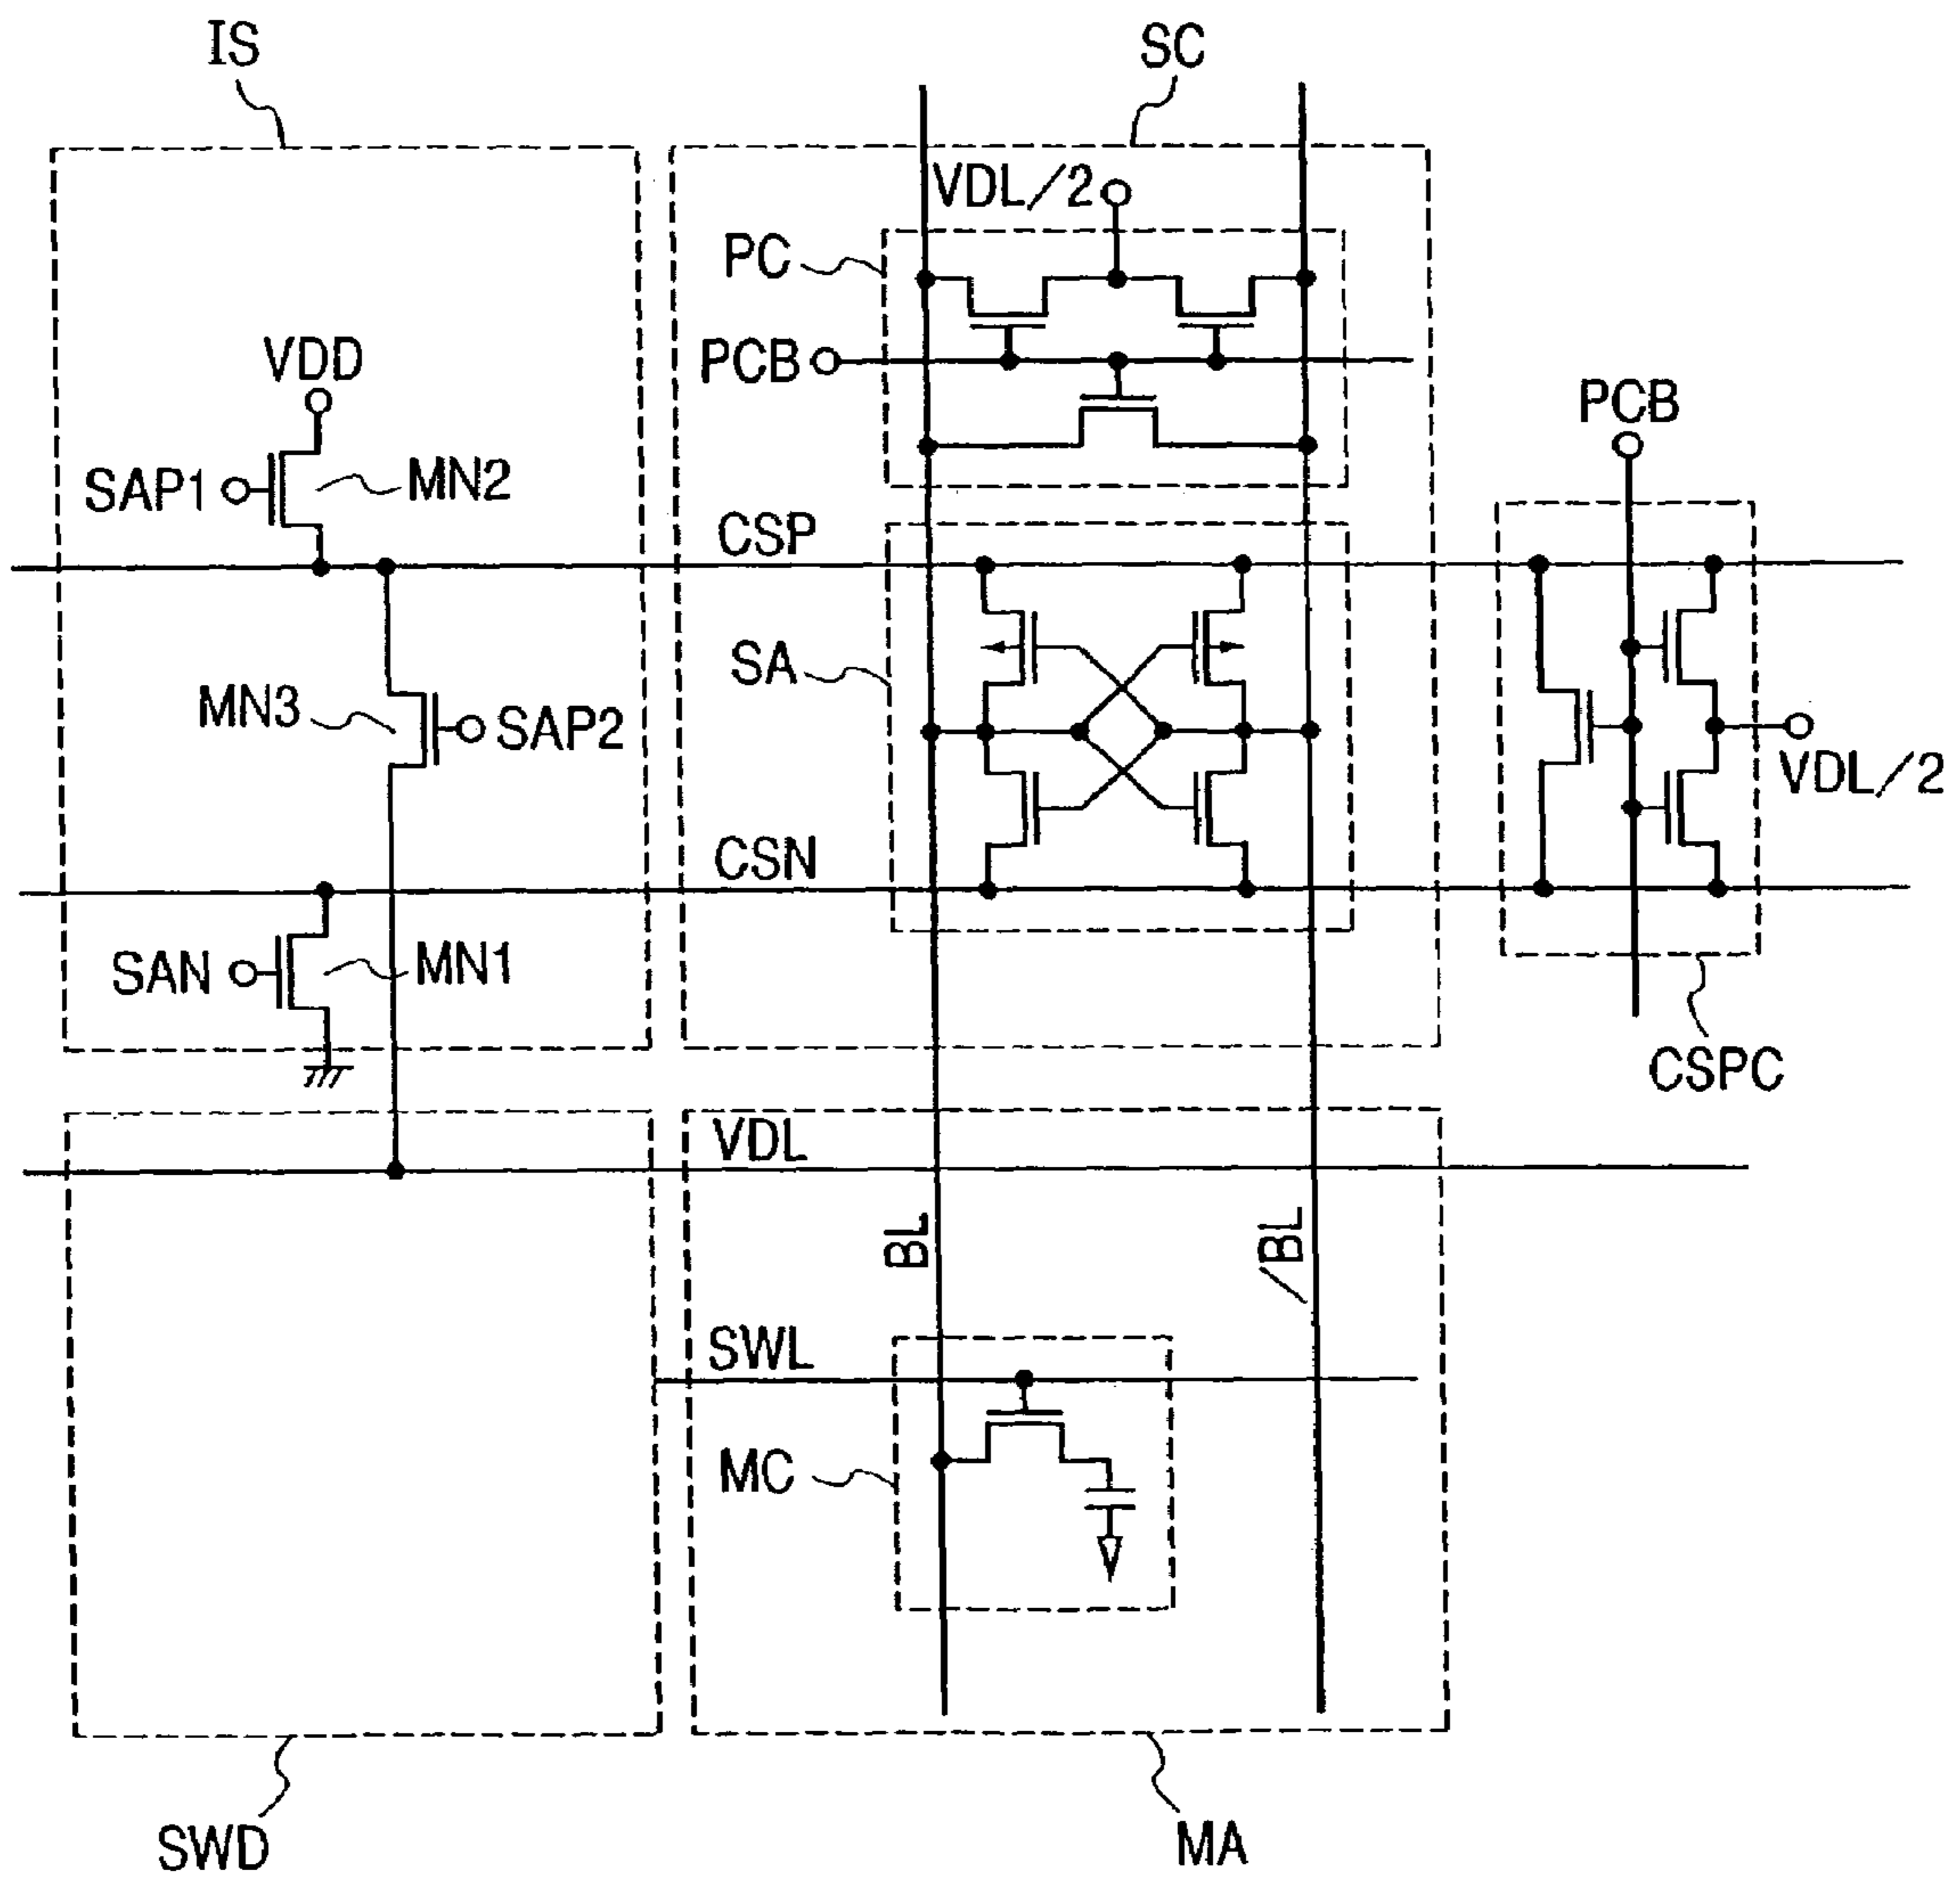 IS
SC
VDL/2
PC
VDD
PCB
PCB
SAP1
MN2
CSP
SA
MN3
SAP2
VDL/2
CSN
SAN
MN1
CSPC
VDL
BL
/BL
SWL
MC
SWD
MA